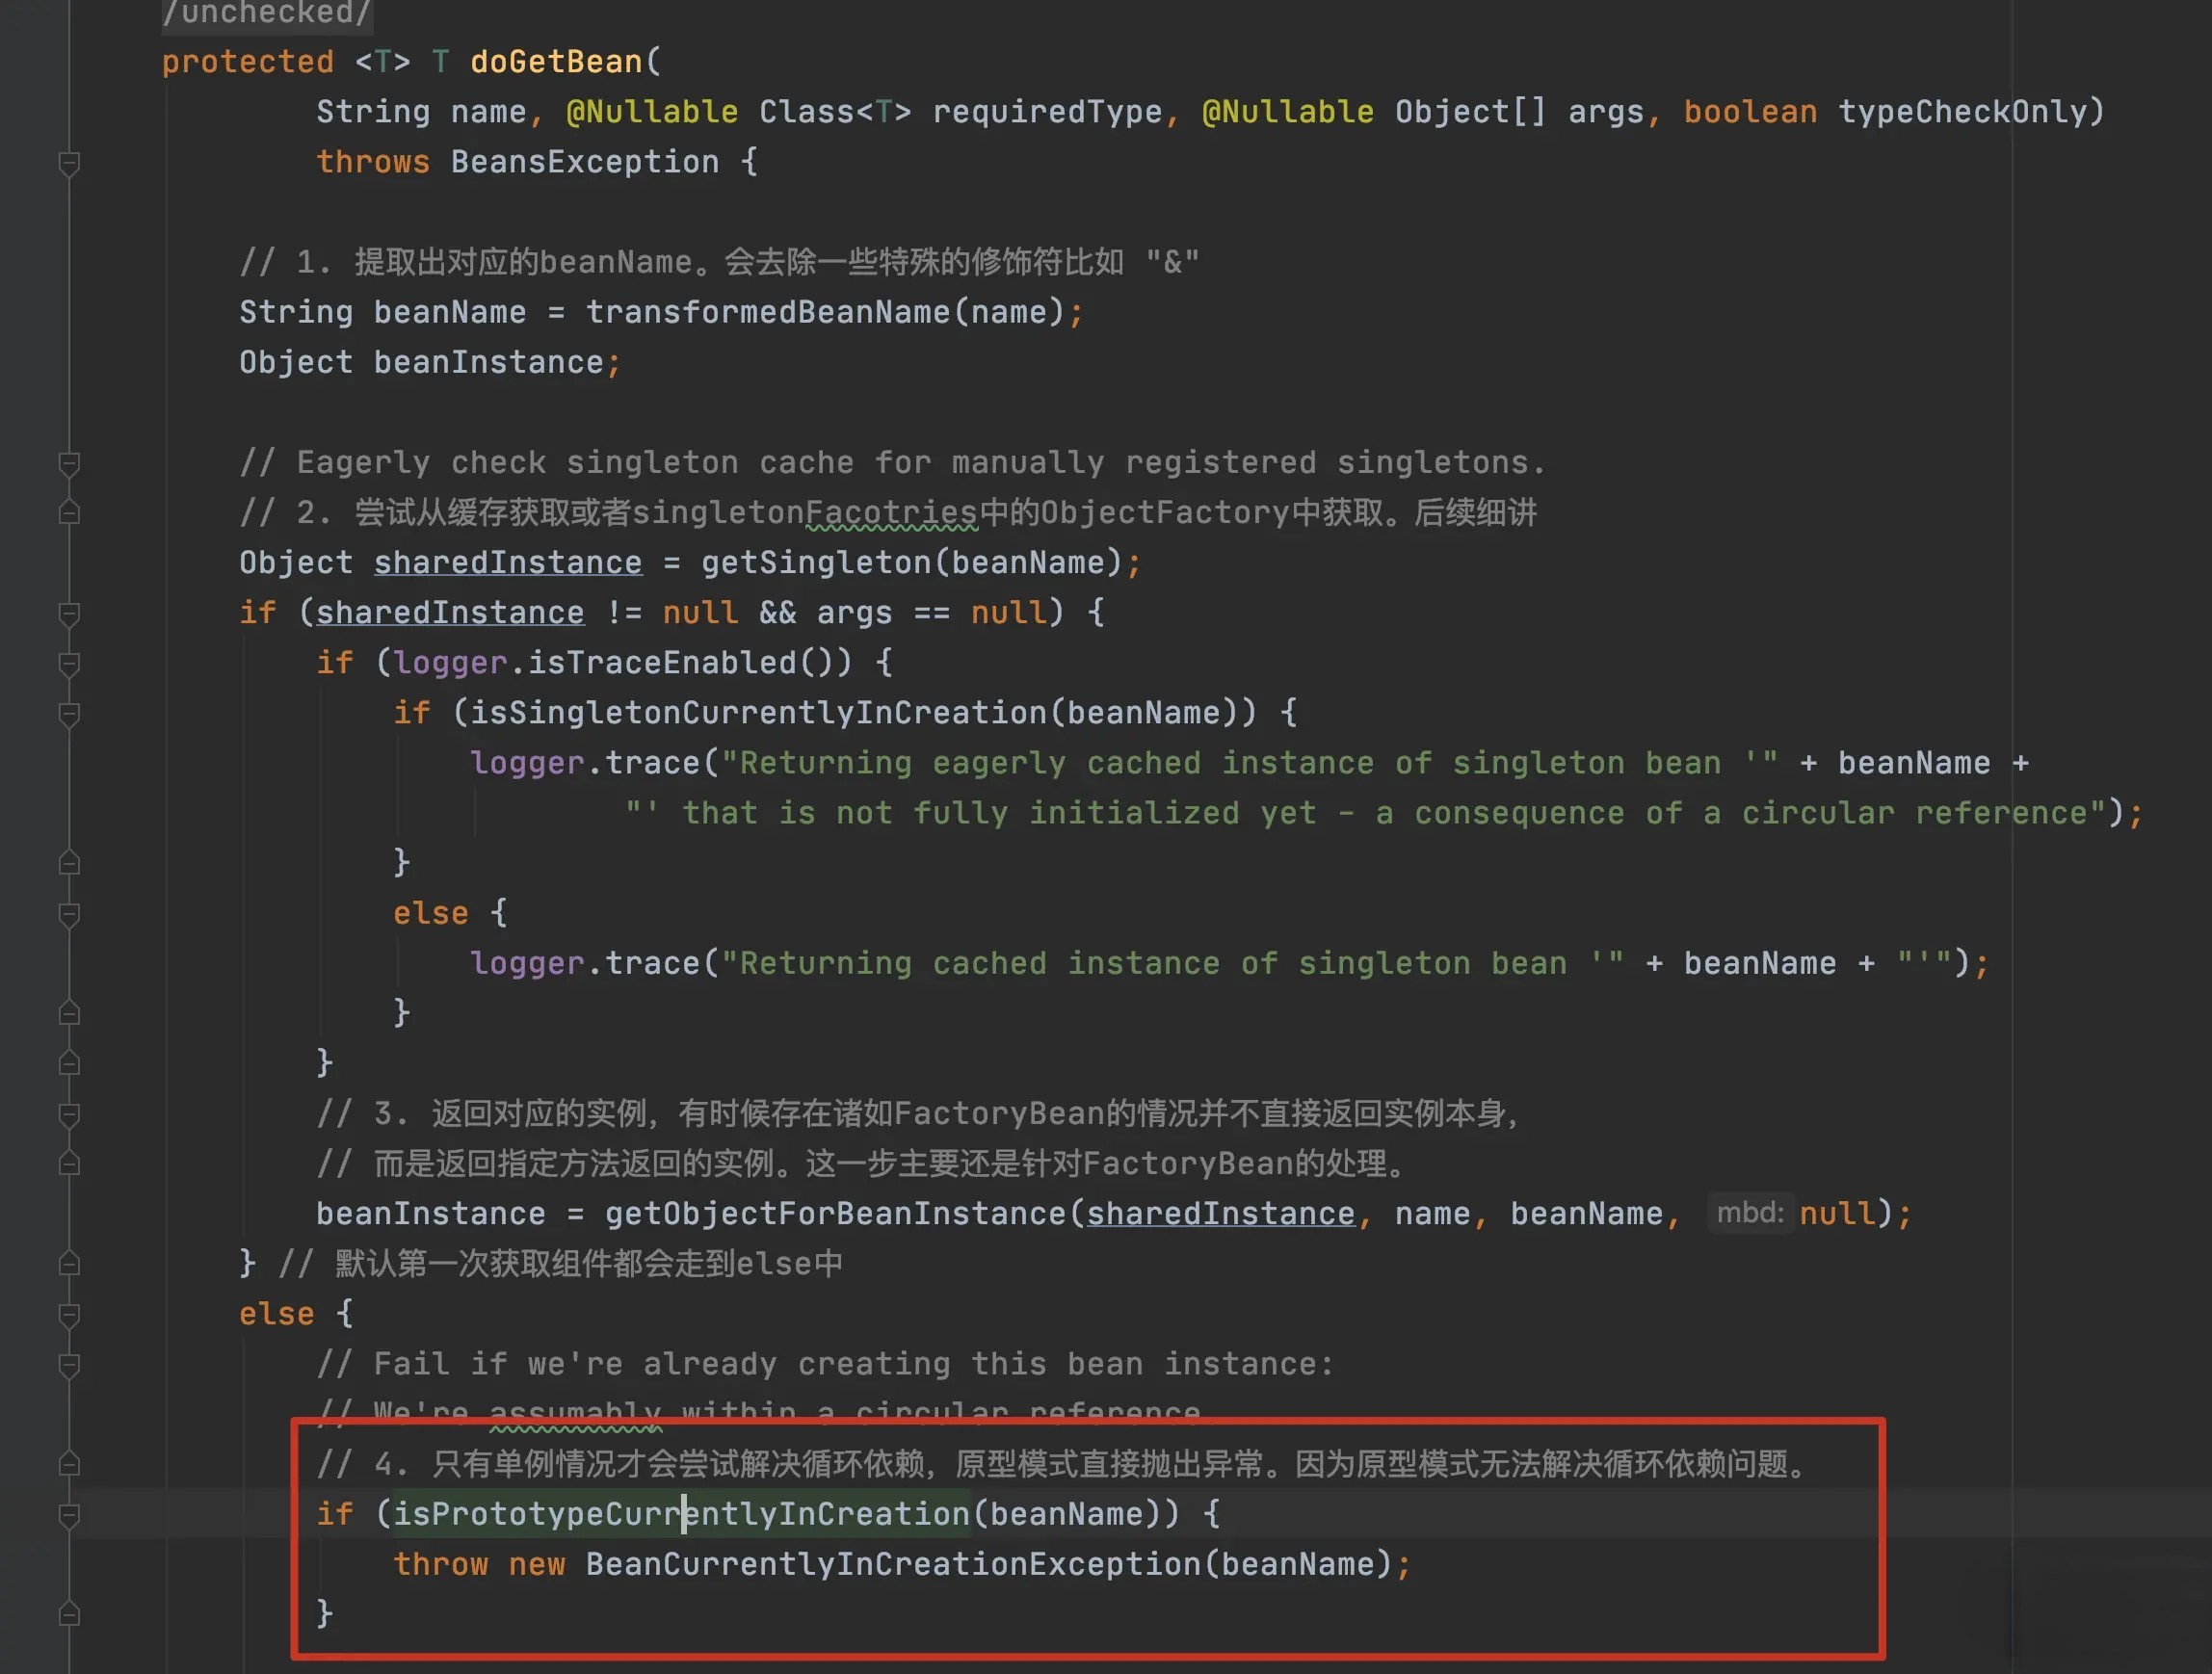 /unchecked/
protected <T> T doGetBean(
String name, @Nullable Class<T> requiredType, @Nullable Object[] args, boolean typeCheckOnly)
throws BeansException {
// 1. 提取出对应的beanName。会去除一些特殊的修饰符比如 "&"
String beanName = transformedBeanName(name);
Object beanInstance;
// Eagerly check singleton cache for manually registered singletons.
// 2. 尝试从缓存获取或者singletonFacotries中的ObjectFactory中获取。后续细讲
Object sharedInstance = getSingleton(beanName);
if (sharedInstance != null && args == null) {
if (logger.isTraceEnabled()) {
if (isSingletonCurrentlyInCreation(beanName)) {
logger.trace("Returning eagerly cached instance of singleton bean '" + beanName +
"' that is not fully initialized yet - a consequence of a circular reference");
}
else {
logger.trace("Returning cached instance of singleton bean '" + beanName + "'");
}
}
// 3. 返回对应的实例，有时候存在诸如FactoryBean的情况并不直接返回实例本身，
// 而是返回指定方法返回的实例。这一步主要还是针对FactoryBean的处理。
beanInstance = getObjectForBeanInstance(sharedInstance, name, beanName, mbd: null);
} // 默认第一次获取组件都会走到else中
else {
// Fail if we're already creating this bean instance:
// We're assumably within a circular reference.
// 4. 只有单例情况才会尝试解决循环依赖，原型模式直接抛出异常。因为原型模式无法解决循环依赖问题。
if (isPrototypeCurrentlyInCreation(beanName)) {
throw new BeanCurrentlyInCreationException(beanName);
}